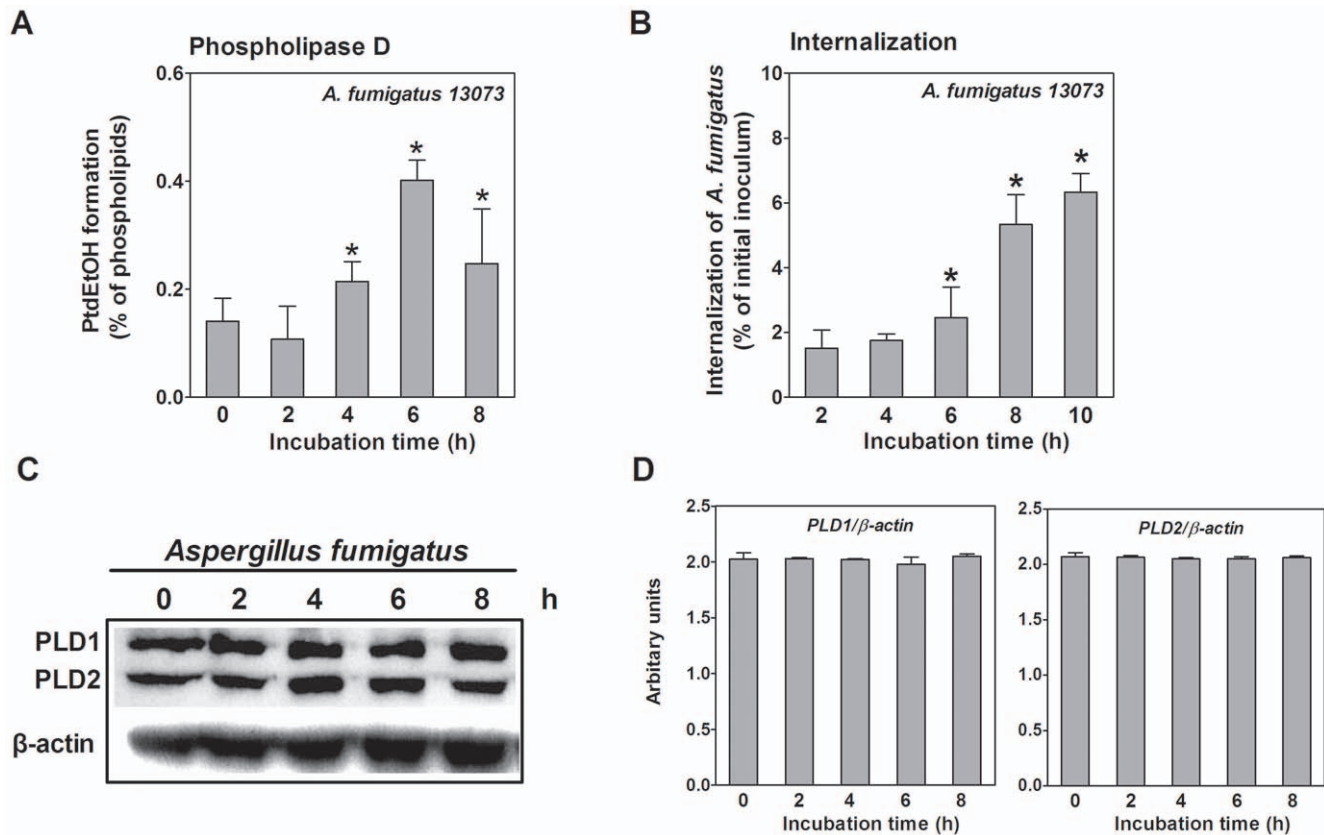 A
Phospholipase D
A. fumigatus 13073
PtdEtOH formation
(% of phospholipids)
0.6
0.4
0.2
0.0
*
*
*
0 2 4 6 8
Incubation time (h)
B
Internalization
A. fumigatus 13073
Internalization of A. fumigatus
(% of initial inoculum)
10
8
6
4
2
0
*
*
*
2 4 6 8 10
Incubation time (h)
C
Aspergillus fumigatus
0 2 4 6 8 h
PLD1
PLD2
β-actin
D
Arbitary units
2.5
2.0
1.5
1.0
0.5
0.0
PLD1/β-actin
0 2 4 6 8
Incubation time (h)
2.5
2.0
1.5
1.0
0.5
0.0
PLD2/β-actin
0 2 4 6 8
Incubation time (h)